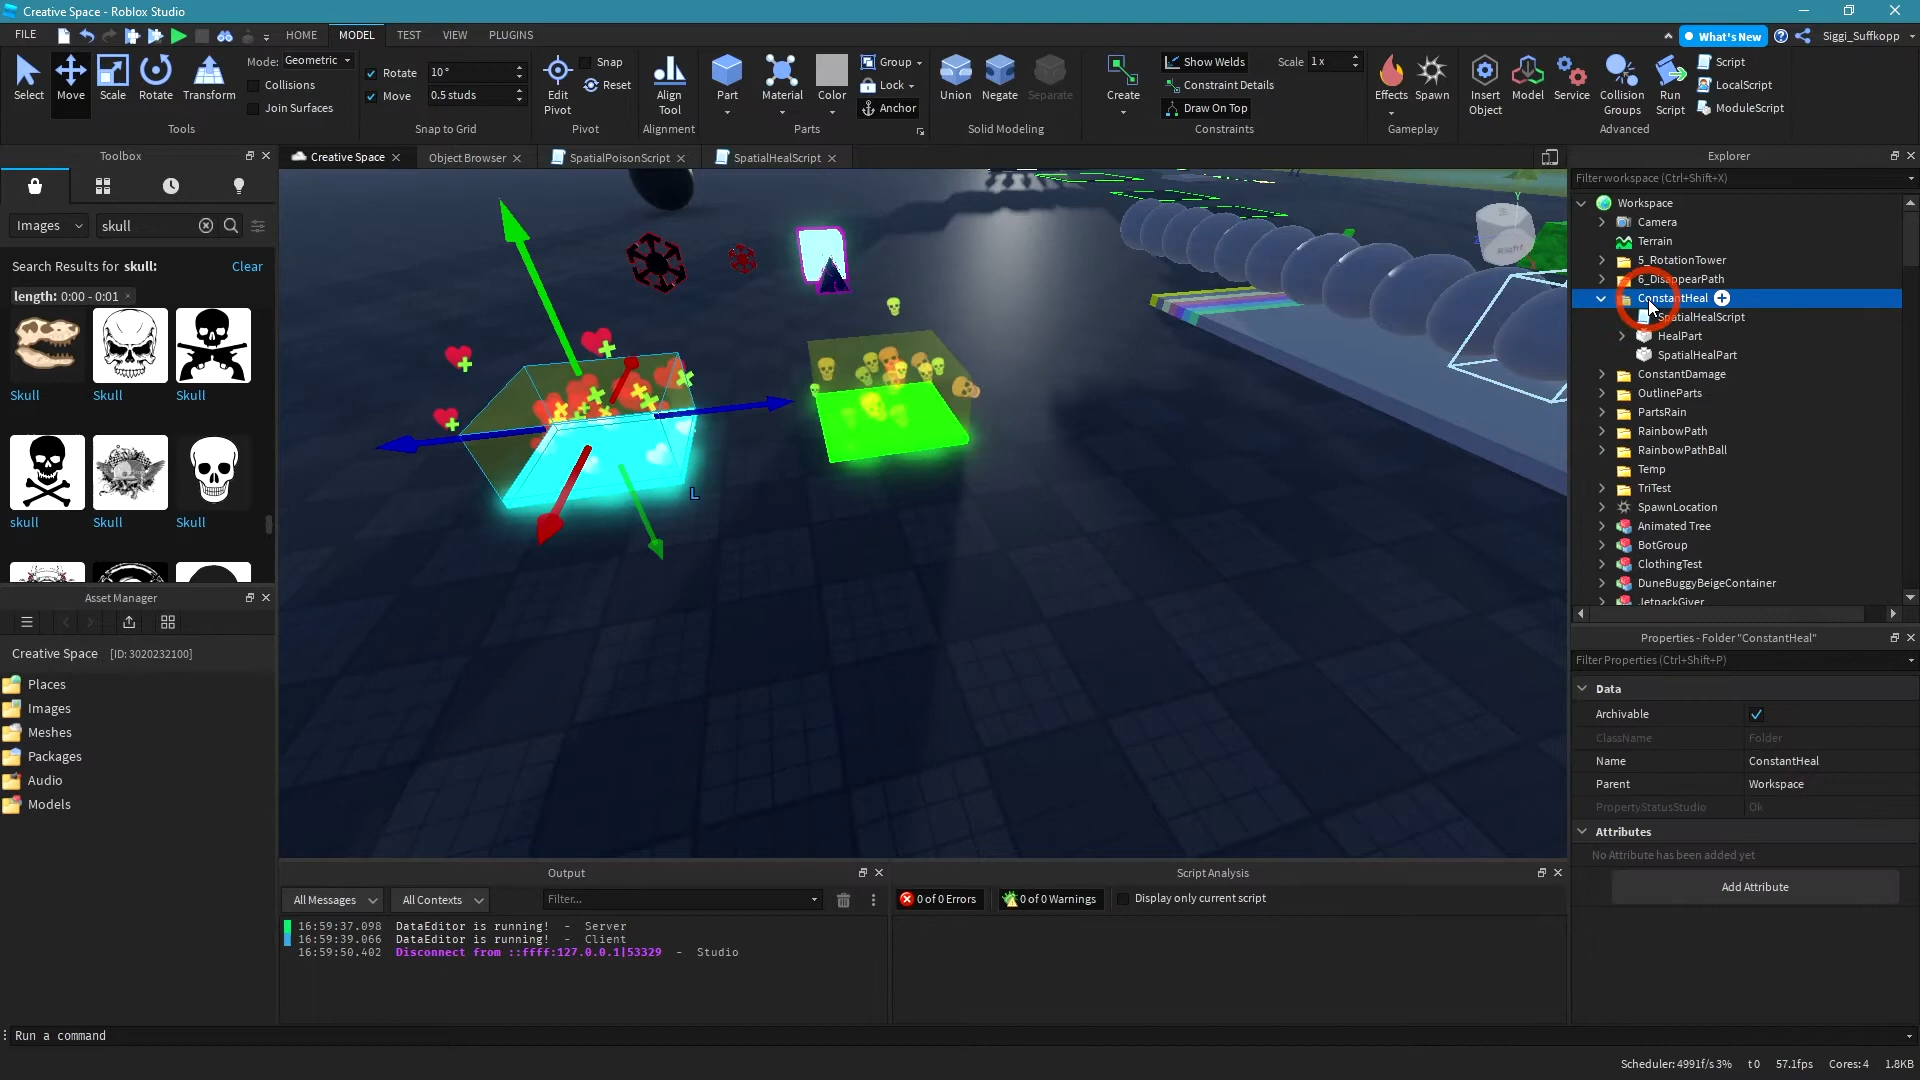 Creative Space - Roblox Studio
FILE
HOME
MODEL
TEST
VIEW
PLUGINS
What's New
Siggi_Suffkopp
Select
Move
Scale
Rotate
Transform
Mode: Geometric
Collisions
Join Surfaces
Tools
Rotate 10°
Move 0.5 studs
Snap to Grid
Edit Pivot
Snap
Reset
Pivot
Align Tool
Alignment
Part
Material
Color
Group
Lock
Anchor
Parts
Union
Negate
Separate
Solid Modeling
Create
Show Welds
Constraint Details
Draw On Top
Scale 1 x
Constraints
Effects
Spawn
Gameplay
Insert Object
Model
Service
Collision Groups
Run Script
Script
LocalScript
ModuleScript
Advanced
Toolbox
Images
skull
Search Results for skull:
Clear
length: 0:00 - 0:01 ×
Skull
Skull
Skull
skull
Skull
Skull
Asset Manager
Creative Space [ID: 3020232100]
Places
Images
Meshes
Packages
Audio
Models
Creative Space
Object Browser
SpatialPoisonScript
SpatialHealScript
Y
Right
L
Explorer
Filter workspace (Ctrl+Shift+X)
Workspace
Camera
Terrain
5_RotationTower
6_DisappearPath
ConstantHeal
SpatialHealScript
HealPart
SpatialHealPart
ConstantDamage
OutlineParts
PartsRain
RainbowPath
RainbowPathBall
Temp
TriTest
SpawnLocation
Animated Tree
BotGroup
ClothingTest
DuneBuggyBeigeContainer
JetpackGiver
Properties - Folder "ConstantHeal"
Filter Properties (Ctrl+Shift+P)
Data
Archivable
ClassName Folder
Name ConstantHeal
Parent Workspace
PropertyStatusStudio Ok
Attributes
No Attribute has been added yet
Add Attribute
Output
All Messages
All Contexts
Filter...
16:59:37.098 DataEditor is running! - Server
16:59:39.066 DataEditor is running! - Client
16:59:50.402 Disconnect from ::ffff:127.0.0.1|53329 - Studio
Script Analysis
0 of 0 Errors
0 of 0 Warnings
Display only current script
Run a command
Scheduler: 4991f/s 3% t 0 57.1fps Cores: 4 1.8KB